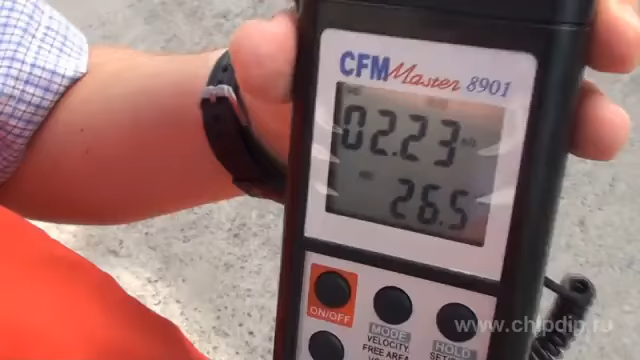 CFM Master 8901
02.23
26.5
ON/OFF
MODE
HOLD
VELOCITY
FREE AREA
www.chipdip.ru